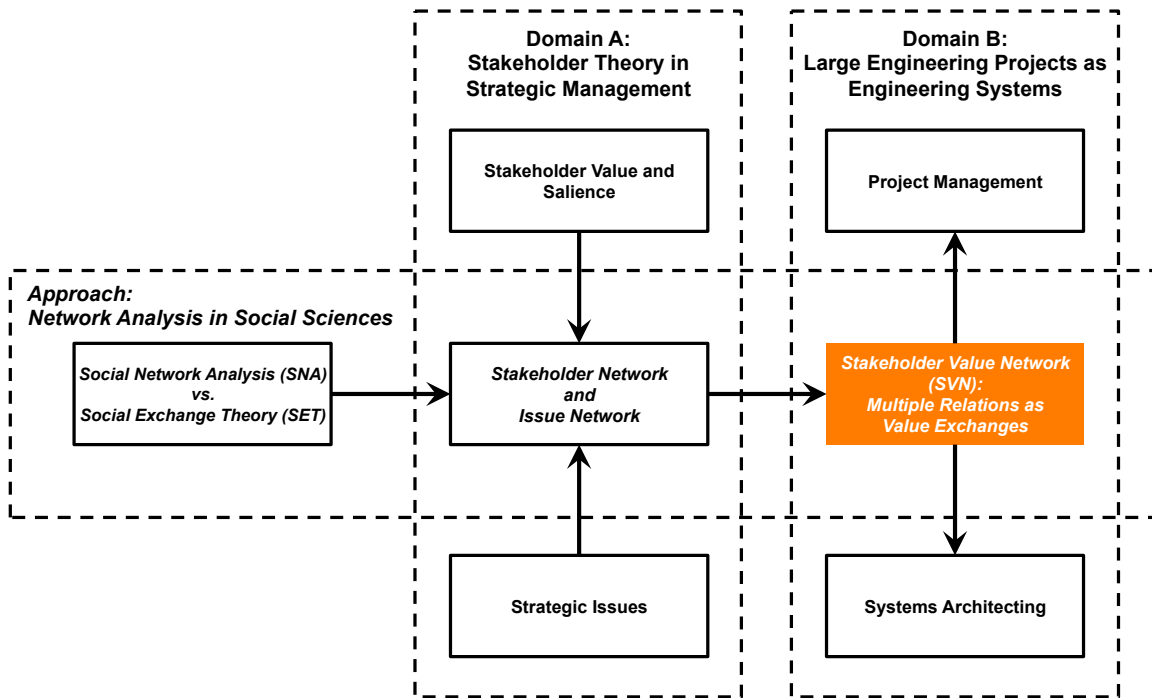 Domain A:
Stakeholder Theory in
Strategic Management
Domain B:
Large Engineering Projects as
Engineering Systems
Stakeholder Value and
Salience
Project Management
Approach:
Network Analysis in Social Sciences
Social Network Analysis (SNA)
vs.
Social Exchange Theory (SET)
Stakeholder Network
and
Issue Network
Stakeholder Value Network
(SVN):
Multiple Relations as
Value Exchanges
Strategic Issues
Systems Architecting